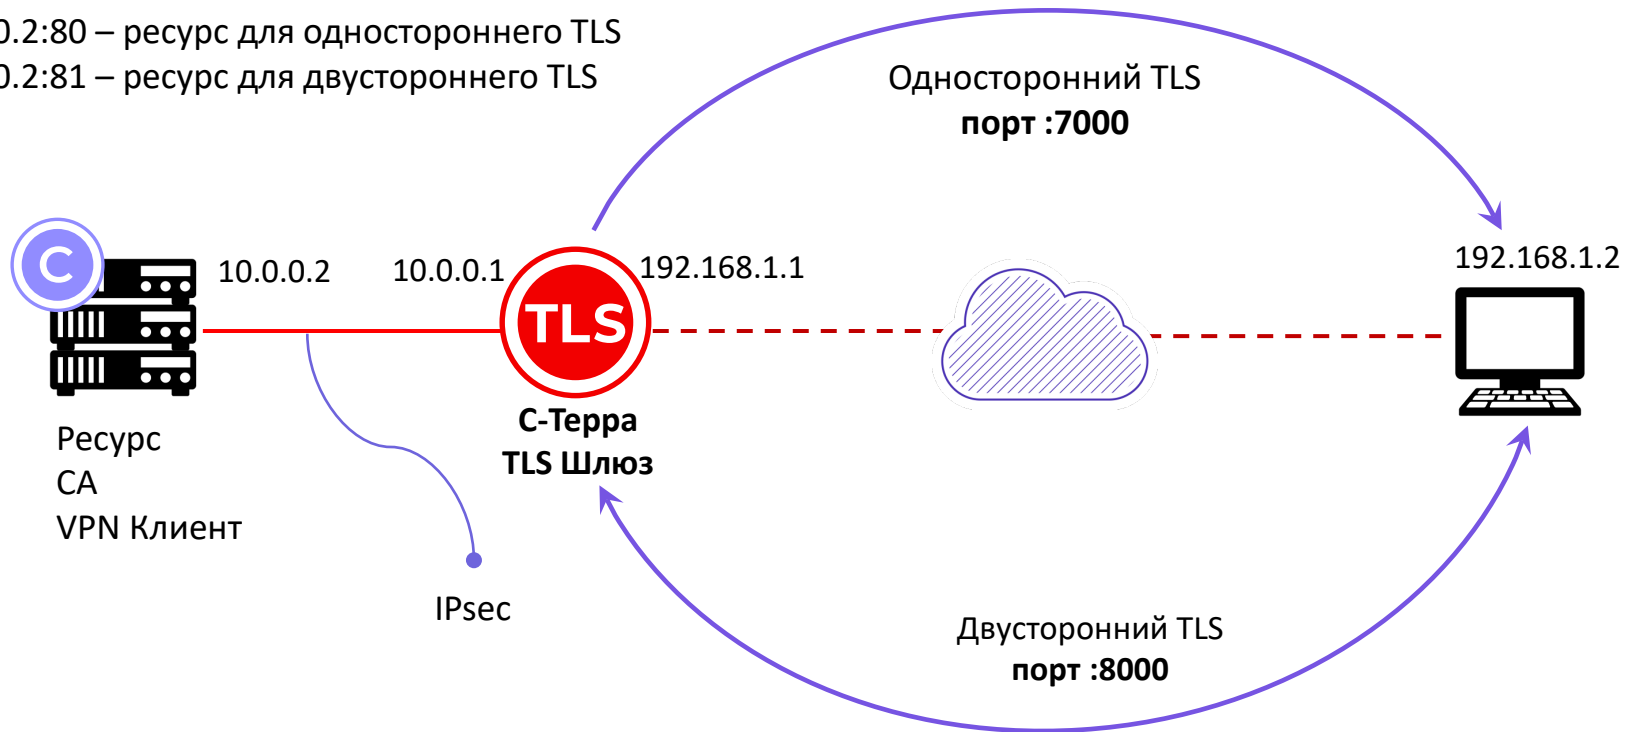 0.2:80 – ресурс для одностороннего TLS
0.2:81 – ресурс для двустороннего TLS
Односторонний TLS
порт :7000
C
10.0.0.2
10.0.0.1
192.168.1.1
192.168.1.2
TLS
С-Терра
TLS Шлюз
Ресурс
CA
VPN Клиент
IPsec
Двусторонний TLS
порт :8000